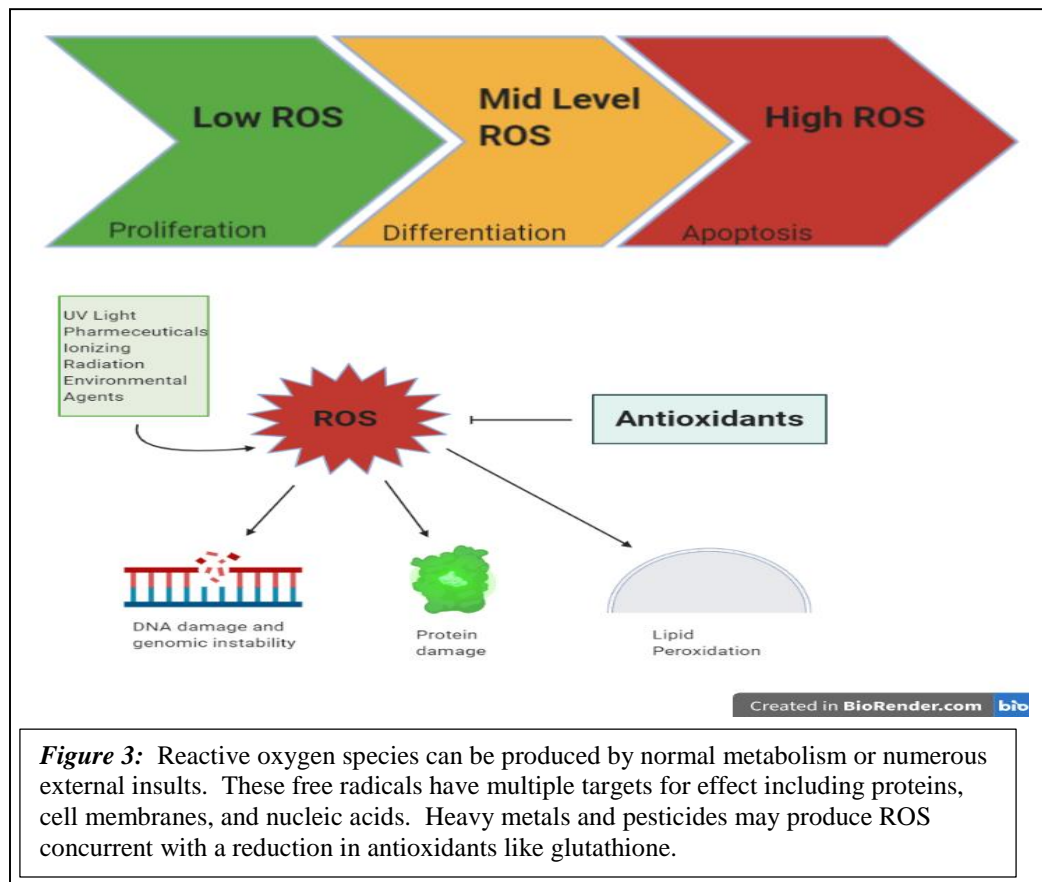 Low ROS
Mid Level
ROS
High ROS
Proliferation
Differentiation
Apoptosis
UV Light
Pharmeceuticals
Ionizing
Radiation
Environmental
Agents
ROS
Antioxidants
DNA damage and
genomic instability
Protein
damage
Lipid
Peroxidation
Created in BioRender.com bio
Figure 3: Reactive oxygen species can be produced by normal metabolism or numerous
external insults. These free radicals have multiple targets for effect including proteins,
cell membranes, and nucleic acids. Heavy metals and pesticides may produce ROS
concurrent with a reduction in antioxidants like glutathione.